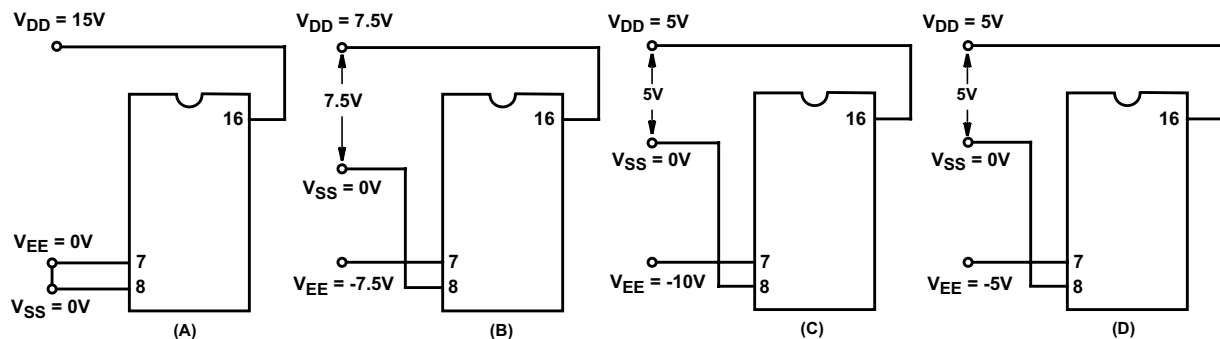 VDD = 15V
16
VEE = 0V
7
8
VSS = 0V
(A)
VDD = 7.5V
7.5V
16
VSS = 0V
7
VEE = -7.5V
8
(B)
VDD = 5V
5V
16
VSS = 0V
7
VEE = -10V
8
(C)
VDD = 5V
5V
16
VSS = 0V
7
VEE = -5V
8
(D)